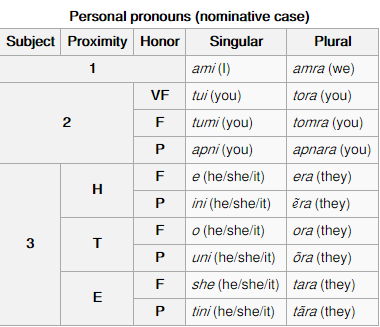 Personal pronouns (nominative case)
Subject Proximity Honor Singular Plural
1 ami (I) amra (we)
VF tui (you) tora (you)
2 F tumi (you) tomra (you)
P apni (you) apnara (you)
H F e (he/she/it) era (they)
P ini (he/she/it) ẽra (they)
3 T F o (he/she/it) ora (they)
P uni (he/she/it) õra (they)
E F she (he/she/it) tara (they)
P tini (he/she/it) tãra (they)